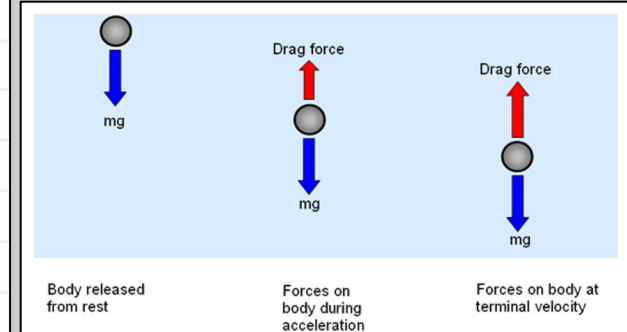 Drag force
Drag force
mg
mg
mg
Body released
from rest
Forces on
body during
acceleration
Forces on body at
terminal velocity